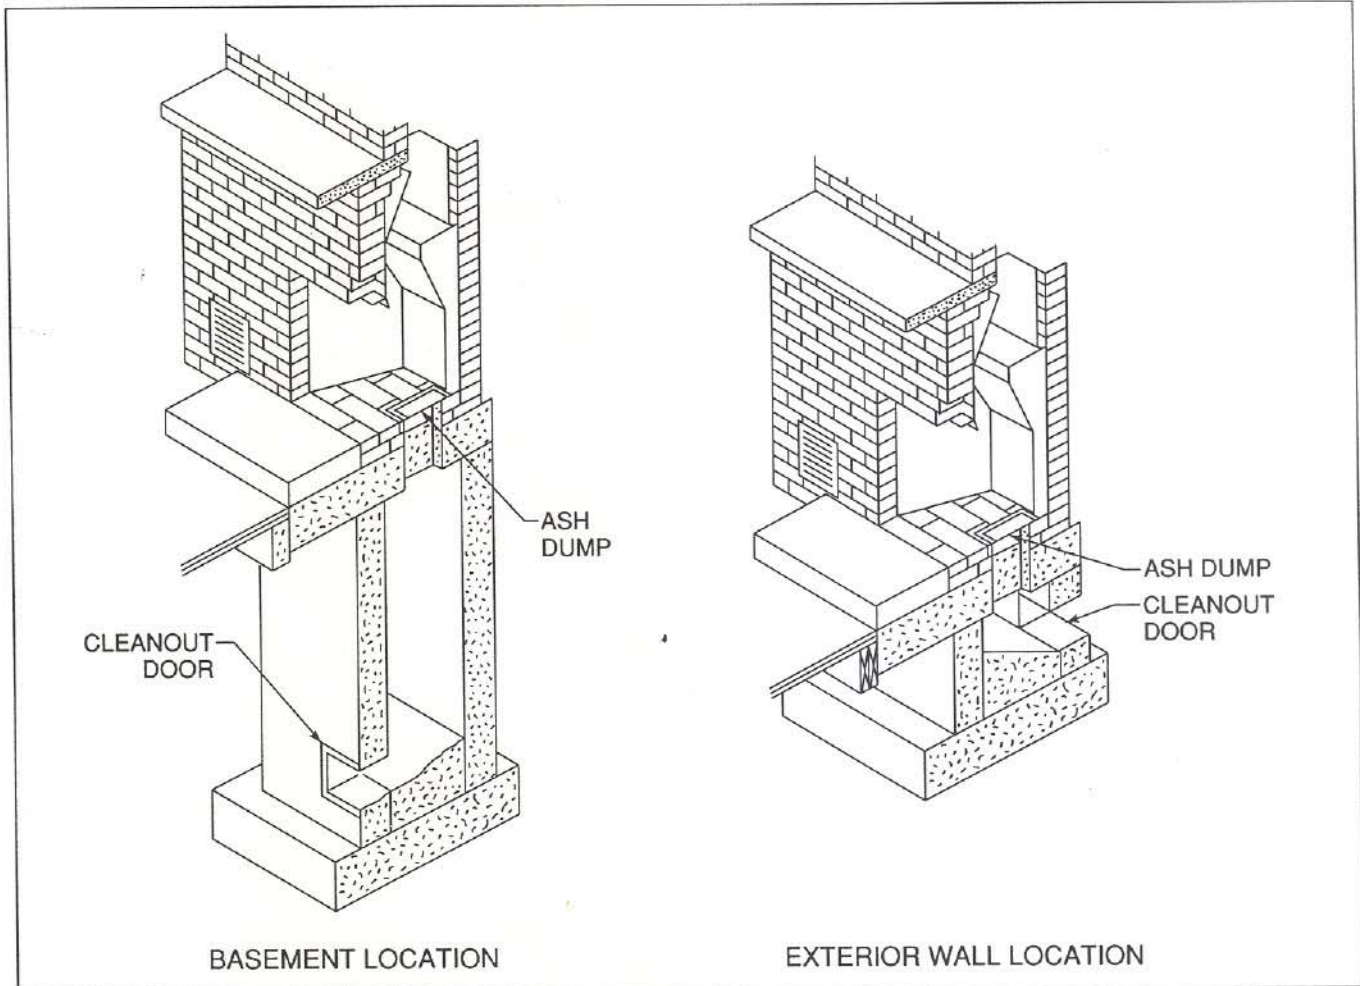 ASH
DUMP
CLEANOUT
DOOR
BASEMENT LOCATION
ASH DUMP
CLEANOUT
DOOR
EXTERIOR WALL LOCATION